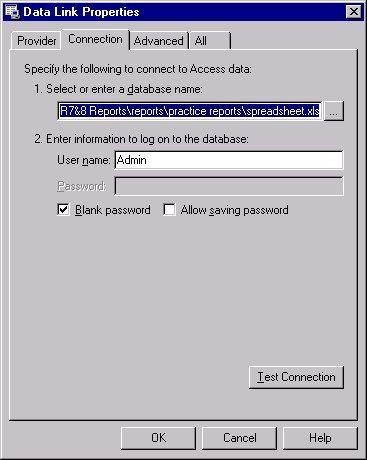 Data Link Properties
Provider Connection Advanced All
Specify the following to connect to Access data:
1. Select or enter a database name:
R7&8 Reports\reports\practice reports\spreadsheet.xls ...
2. Enter information to log on to the database:
User name: Admin
Password:
Blank password Allow saving password
Test Connection
OK Cancel Help